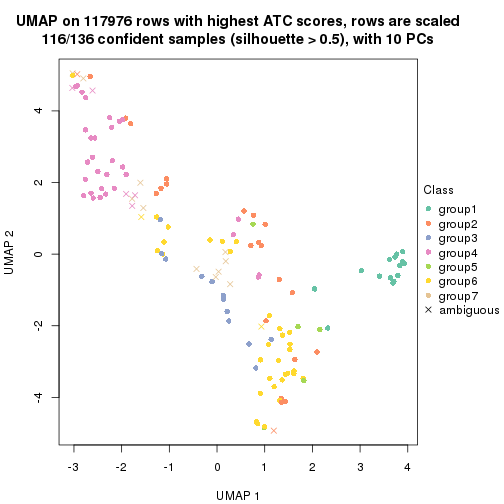 UMAP on 117976 rows with highest ATC scores, rows are scaled
116/136 confident samples (silhouette > 0.5), with 10 PCs
4
2
0
-2
-4
UMAP 2
-3
-2
-1
0
1
2
3
4
UMAP 1
Class
group1
group2
group3
group4
group5
group6
group7
ambiguous